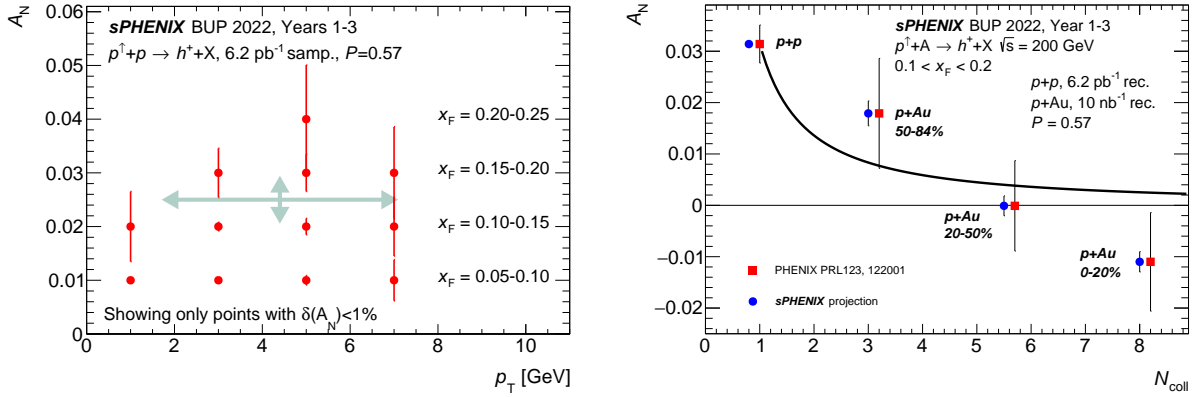 A_N
sPHENIX BUP 2022, Years 1-3
p↑+p → h⁺+X, 6.2 pb⁻¹ samp., P=0.57
0.06
0.05
0.04
0.03
0.02
0.01
0
x_F = 0.20-0.25
x_F = 0.15-0.20
x_F = 0.10-0.15
x_F = 0.05-0.10
Showing only points with δ(A_N)<1%
0 2 4 6 8 10
p_T [GeV]
A_N
sPHENIX BUP 2022, Year 1-3
p↑+A → h⁺+X √s = 200 GeV
0.1 < x_F < 0.2
p+p, 6.2 pb⁻¹ rec.
p+Au, 10 nb⁻¹ rec.
P = 0.57
0.03
0.02
0.01
0
−0.01
−0.02
p+p
p+Au
50-84%
p+Au
20-50%
p+Au
0-20%
PHENIX PRL123, 122001
sPHENIX projection
0 1 2 3 4 5 6 7 8
N_coll